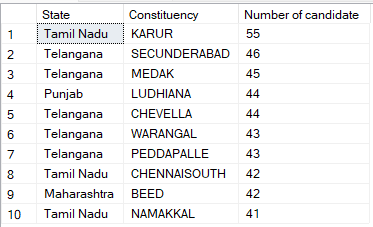 State Constituency Number of candidate
1 Tamil Nadu KARUR 55
2 Telangana SECUNDERABAD 46
3 Telangana MEDAK 45
4 Punjab LUDHIANA 44
5 Telangana CHEVELLA 44
6 Telangana WARANGAL 43
7 Telangana PEDDAPALLE 43
8 Tamil Nadu CHENNAISOUTH 42
9 Maharashtra BEED 42
10 Tamil Nadu NAMAKKAL 41